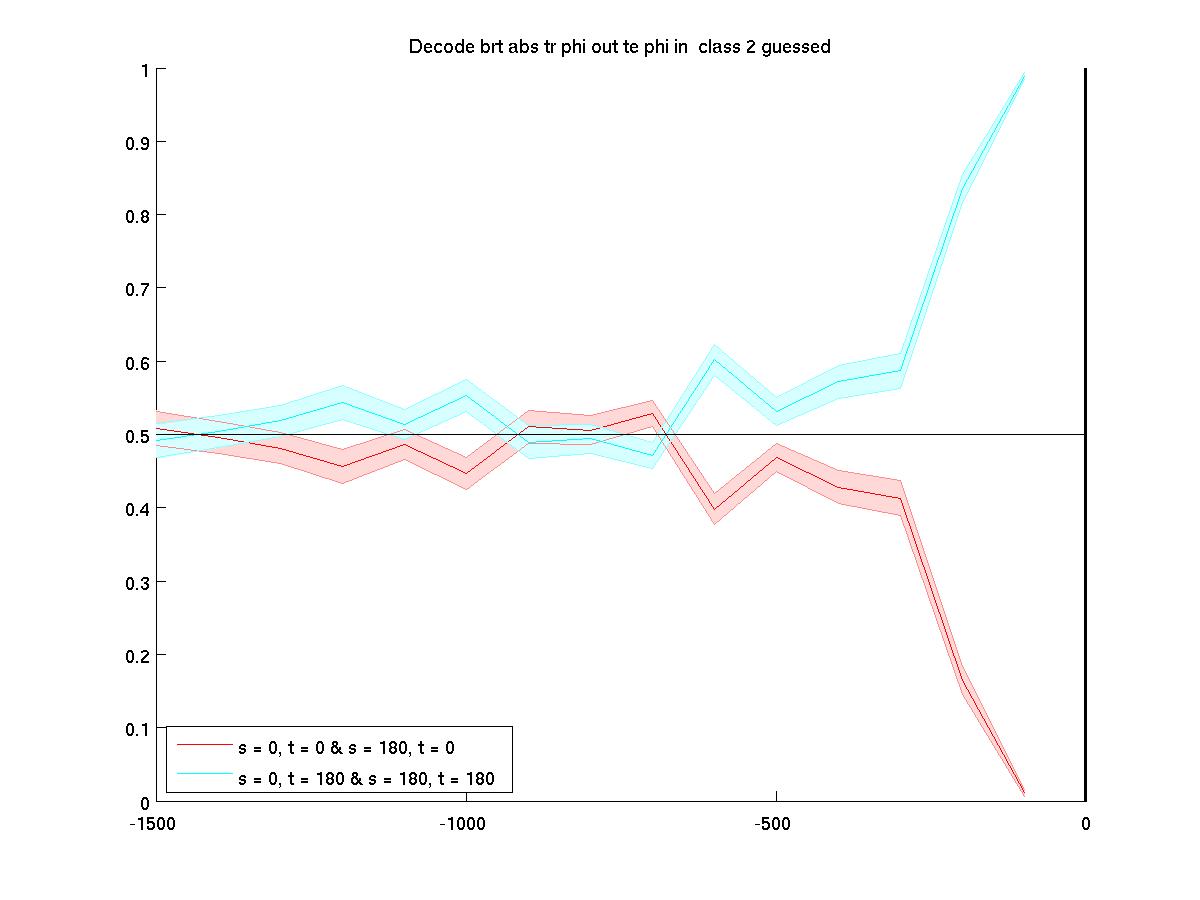 Decode brt abs tr phi out te phi in  class 2 guessed
1
0.9
0.8
0.7
0.6
0.5
0.4
0.3
0.2
0.1
0
s = 0, t = 0 & s = 180, t = 0
s = 0, t = 180 & s = 180, t = 180
-1500 -1000 -500 0